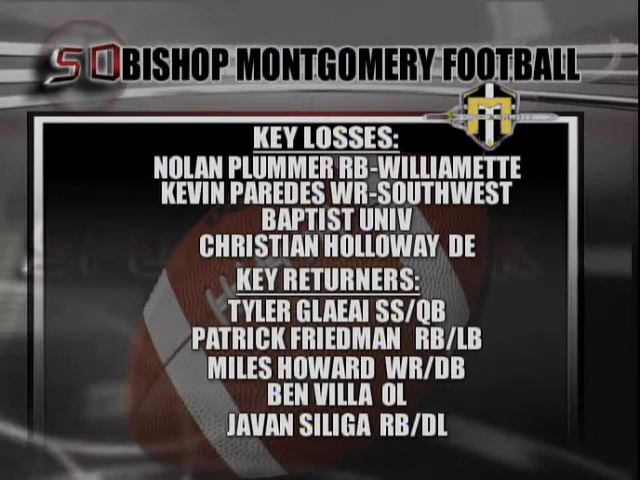 SD BISHOP MONTGOMERY FOOTBALL
M
KEY LOSSES:
NOLAN PLUMMER RB-WILLIAMETTE
KEVIN PAREDES WR-SOUTHWEST
BAPTIST UNIV
CHRISTIAN HOLLOWAY DE
KEY RETURNERS:
TYLER GLAEAI SS/QB
PATRICK FRIEDMAN RB/LB
MILES HOWARD WR/DB
BEN VILLA OL
JAVAN SILIGA RB/DL